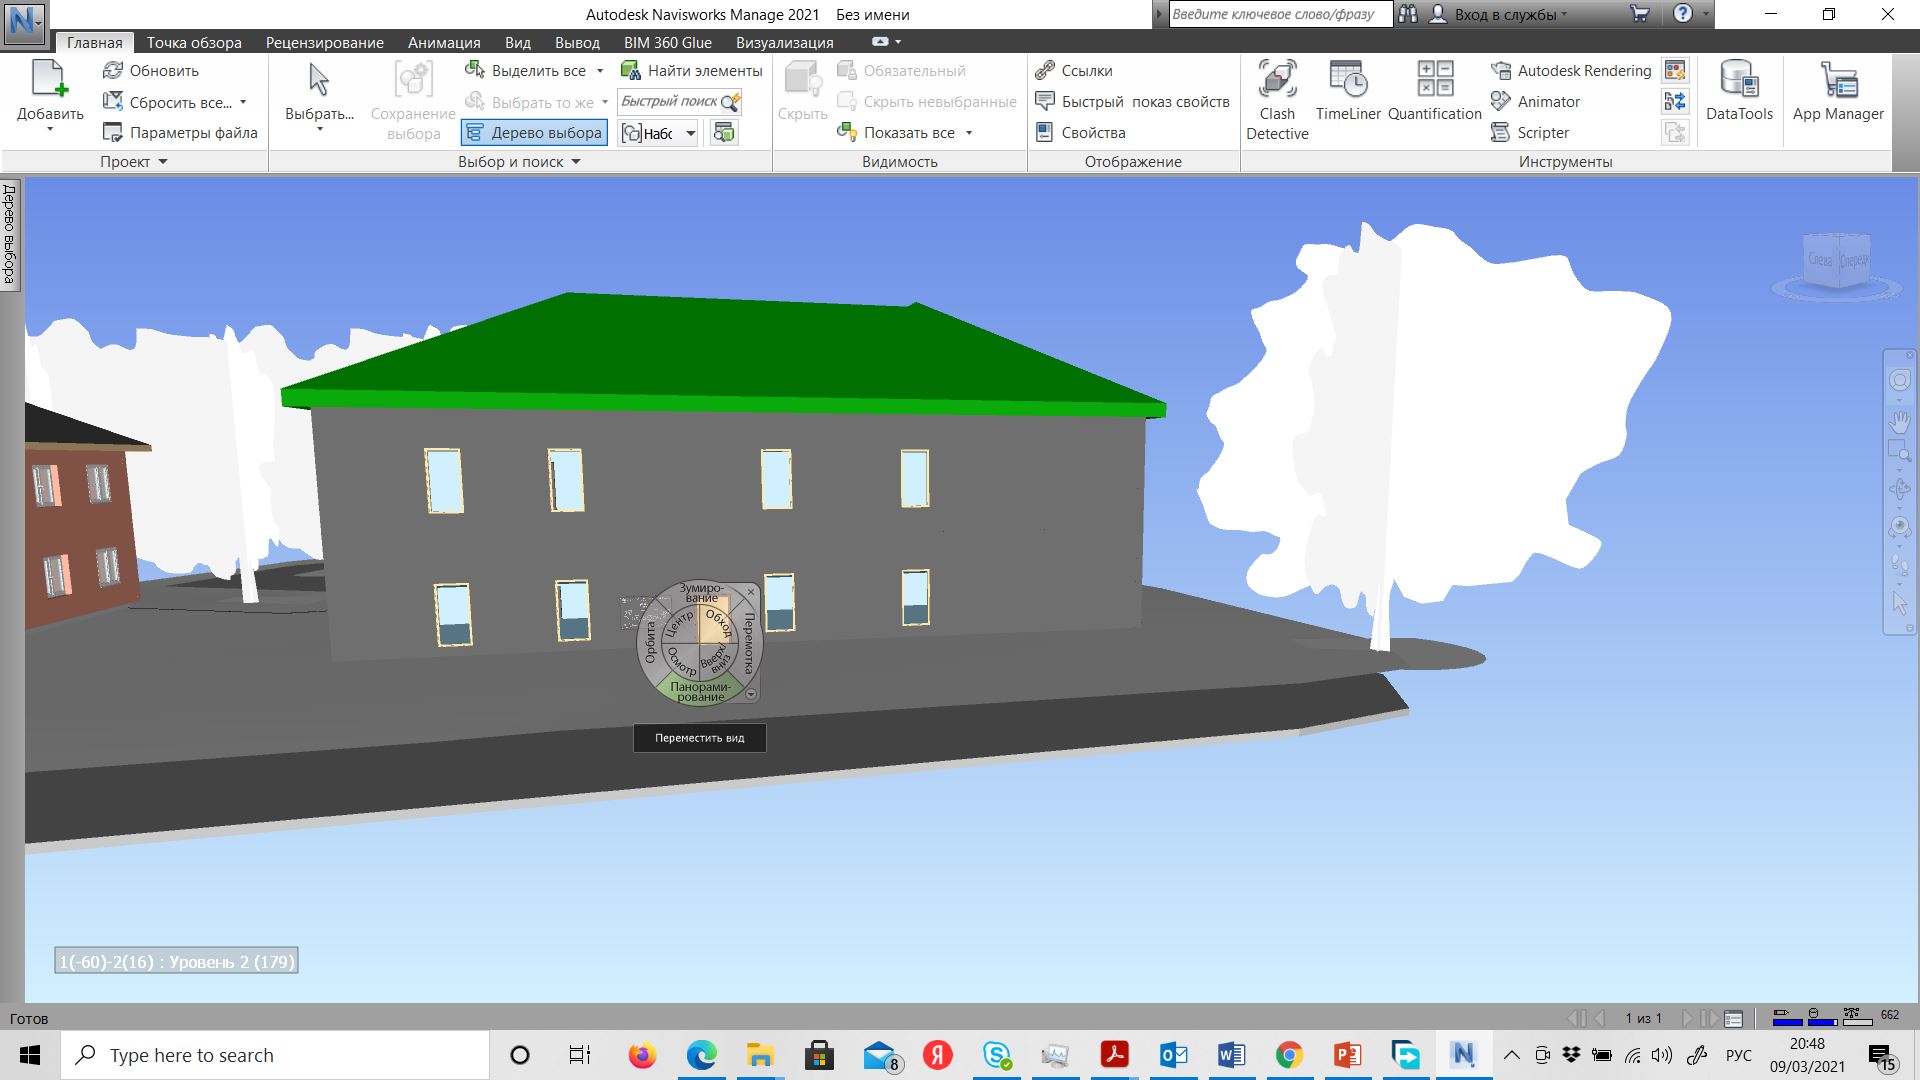 Autodesk Navisworks Manage 2021 Без имени
Введите ключевое слово/фразу
Вход в службы
Главная
Точка обзора
Рецензирование
Анимация
Вид
Вывод
BIM 360 Glue
Визуализация
Добавить
Обновить
Сбросить все...
Параметры файла
Проект
Выбрать...
Сохранение выбора
Выделить все
Выбрать то же
Дерево выбора
Найти элементы
Быстрый поиск
Выбор и поиск
Скрыть
Обязательный
Скрыть невыбранные
Показать все
Видимость
Ссылки
Быстрый показ свойств
Свойства
Отображение
Clash Detective
TimeLiner
Quantification
Autodesk Rendering
Animator
Scripter
Инструменты
DataTools
App Manager
Дерево выбора
Слева
Спереди
Зумиро-
вание
Орбита
Центр
Обход
Перемотка
Осмотр
Вверх/
вниз
Панорами-
рование
Переместить вид
1(-60)-2(16) : Уровень 2 (179)
Готов
1 из 1
662
Type here to search
8
РУС
20:48
09/03/2021
15